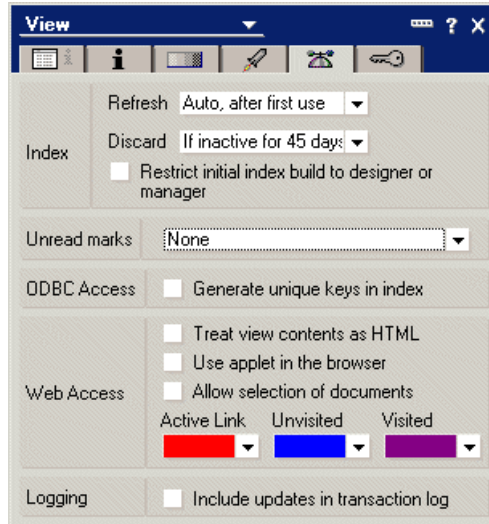 View
? X
i i
Refresh Auto, after first use
Index
Discard If inactive for 45 days
Restrict initial index build to designer or
manager
Unread marks None
ODBC Access Generate unique keys in index
Treat view contents as HTML
Use applet in the browser
Web Access Allow selection of documents
Active Link Unvisited Visited
Logging Include updates in transaction log